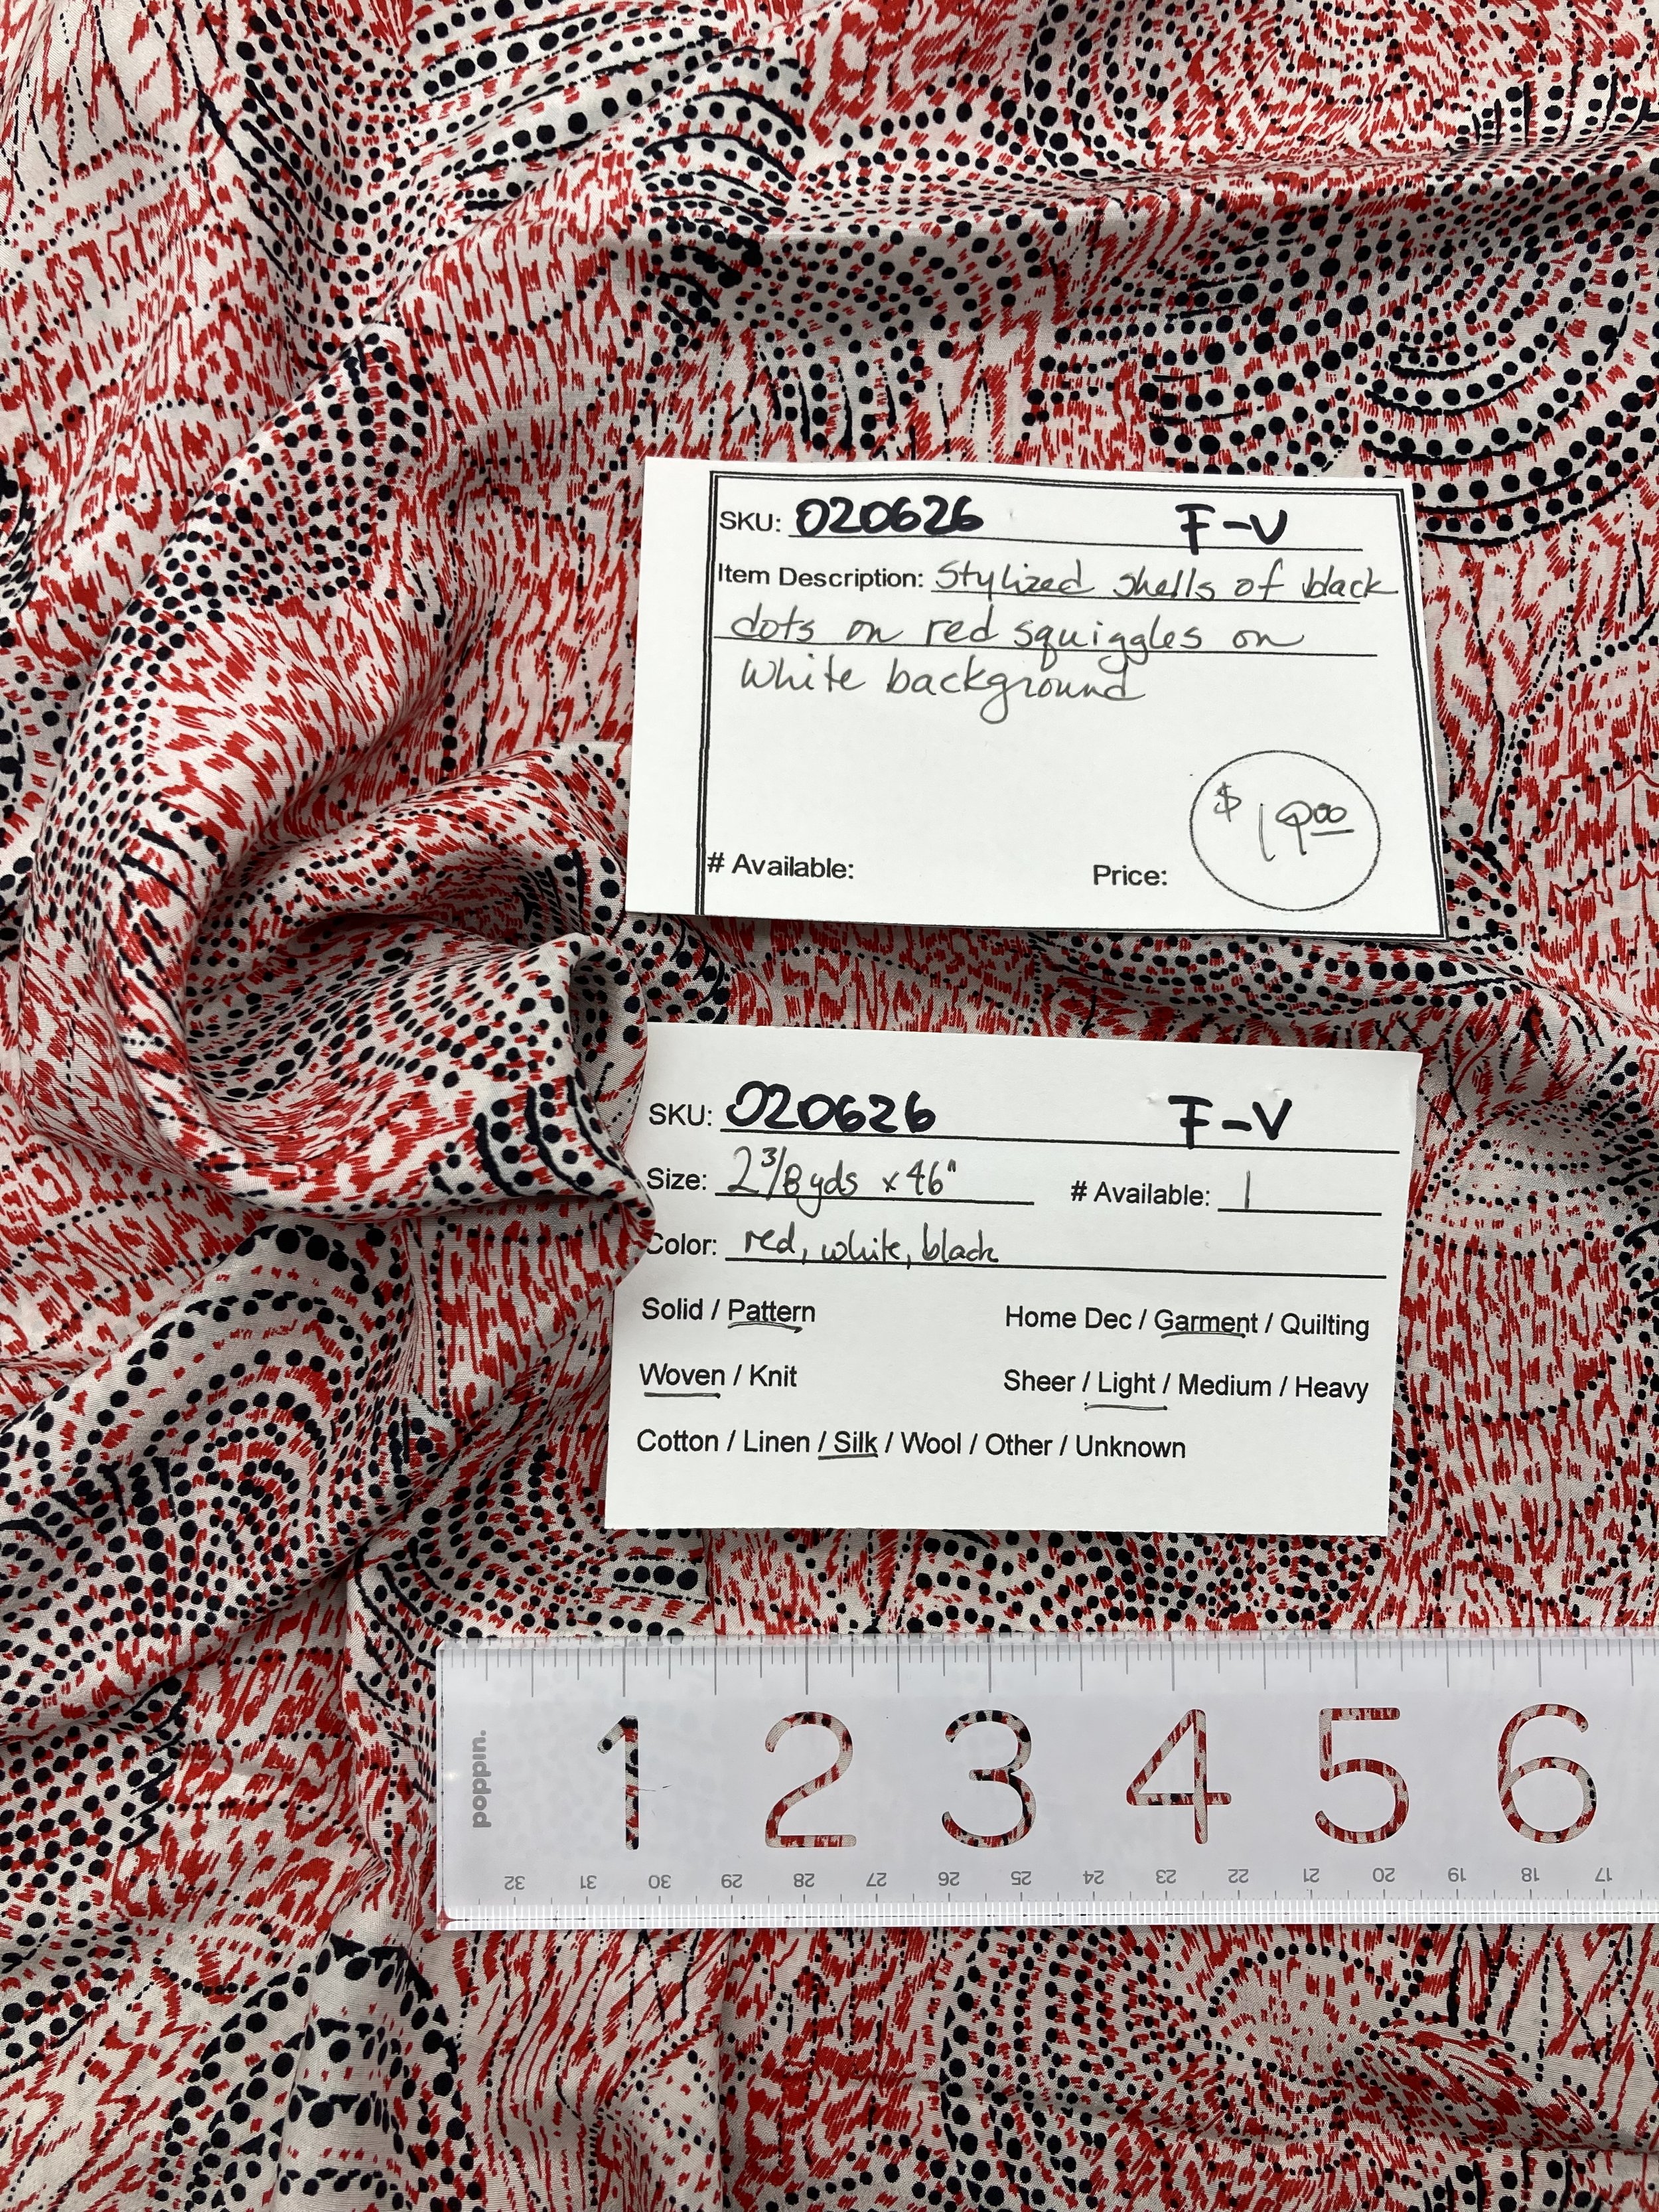 SKU: 020626 F-V
Item Description: Stylized shells of black
dots on red squiggles on
white background
$19.00
# Available: Price:
SKU: 020626 F-V
Size: 2 3/8 yds x 46" # Available: 1
Color: red, white, black
Solid / Pattern Home Dec / Garment / Quilting
Woven / Knit Sheer / Light / Medium / Heavy
Cotton / Linen / Silk / Wool / Other / Unknown
1 2 3 4 5 6
poppin.
32 31 30 29 28 27 26 25 24 23 22 21 20 19 18 17